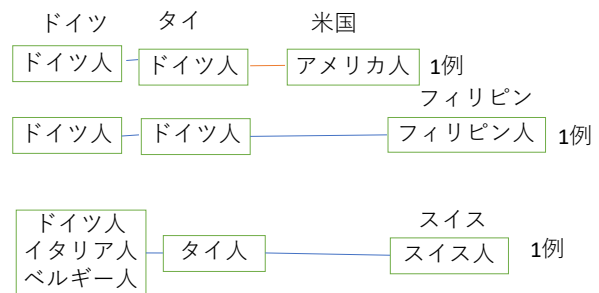 ドイツ タイ 米国
ドイツ人 ドイツ人 アメリカ人 1例
フィリピン
ドイツ人 ドイツ人 フィリピン人 1例
ドイツ人
イタリア人
ベルギー人
タイ人
スイス
スイス人
1例